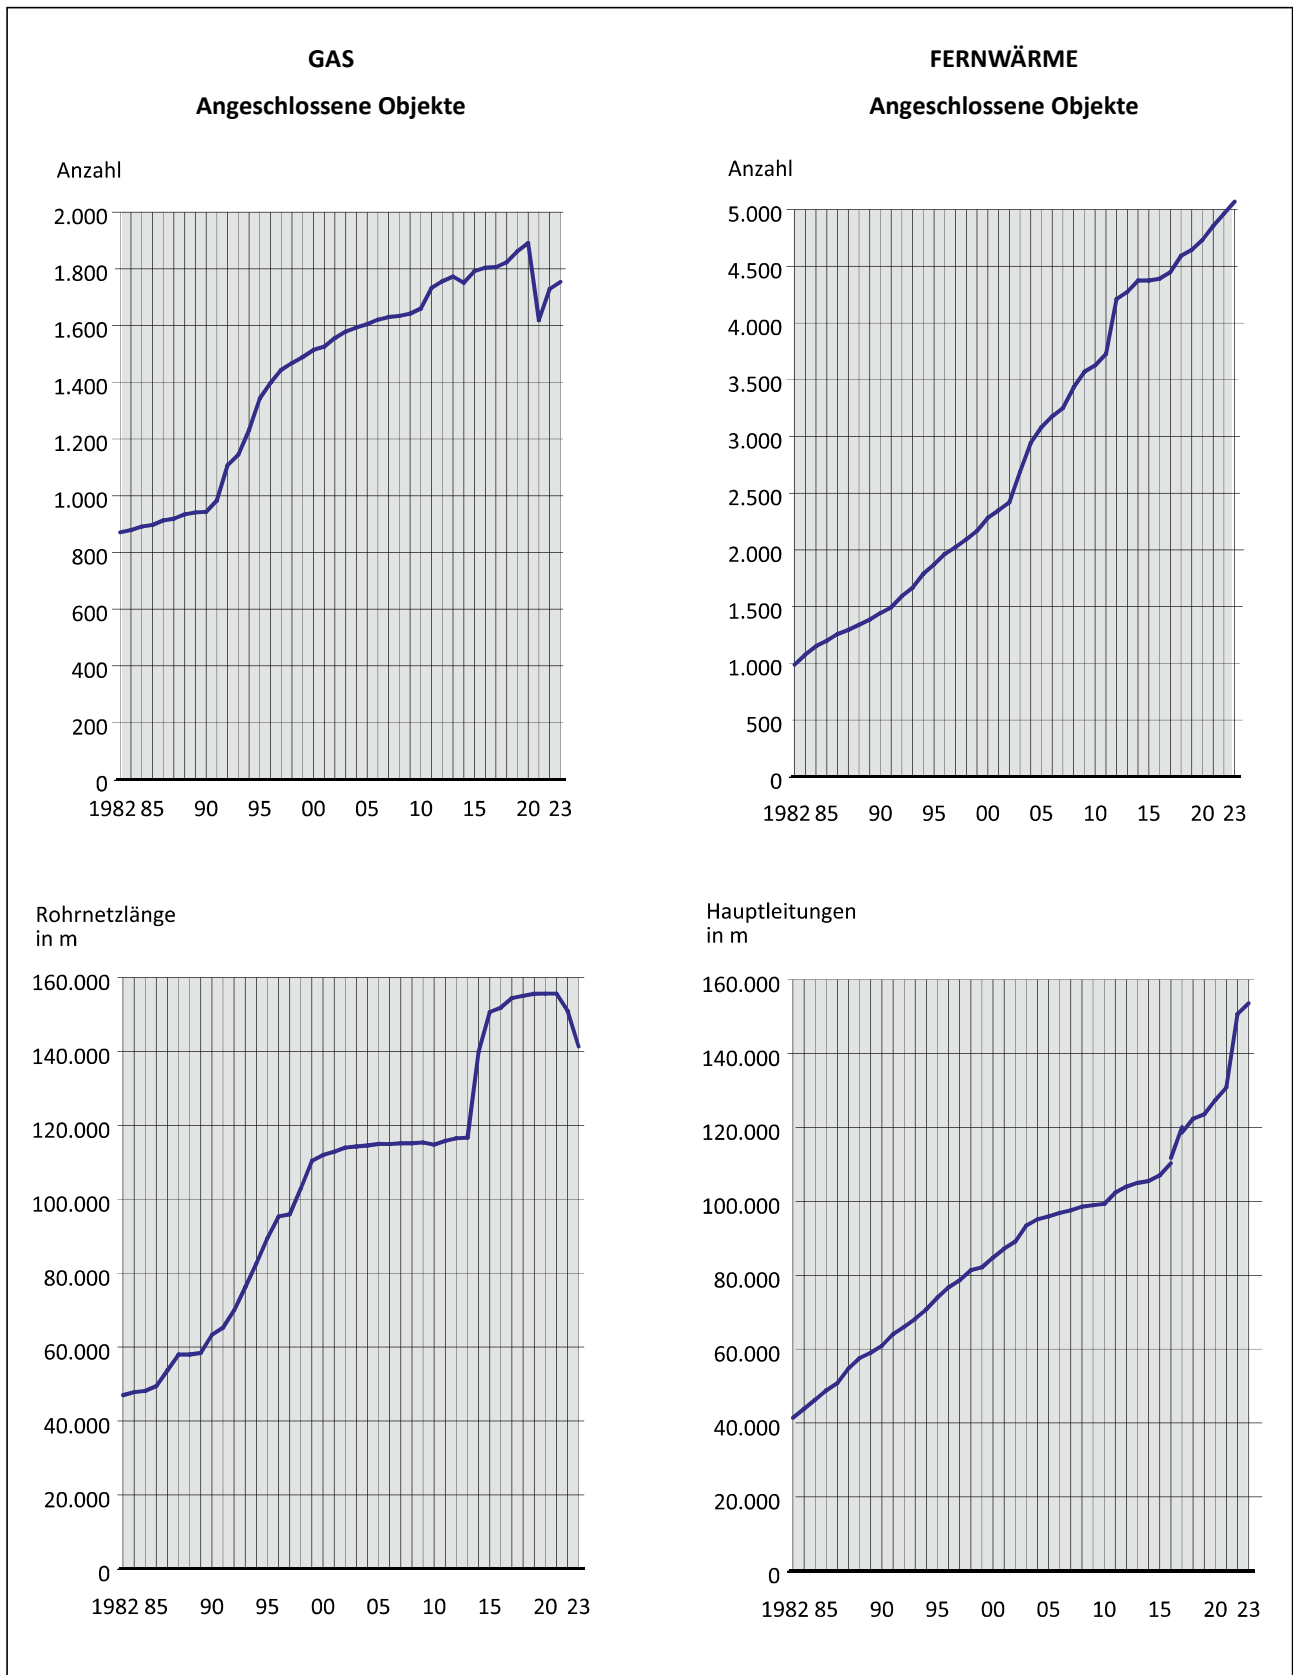 GAS
Angeschlossene Objekte
Anzahl
2.000
1.800
1.600
1.400
1.200
1.000
800
600
400
200
0
1982 85 90 95 00 05 10 15 20 23
FERNWÄRME
Angeschlossene Objekte
Anzahl
5.000
4.500
4.000
3.500
3.000
2.500
2.000
1.500
1.000
500
0
1982 85 90 95 00 05 10 15 20 23
Rohrnetzlänge
in m
160.000
140.000
120.000
100.000
80.000
60.000
40.000
20.000
0
1982 85 90 95 00 05 10 15 20 23
Hauptleitungen
in m
160.000
140.000
120.000
100.000
80.000
60.000
40.000
20.000
0
1982 85 90 95 00 05 10 15 20 23